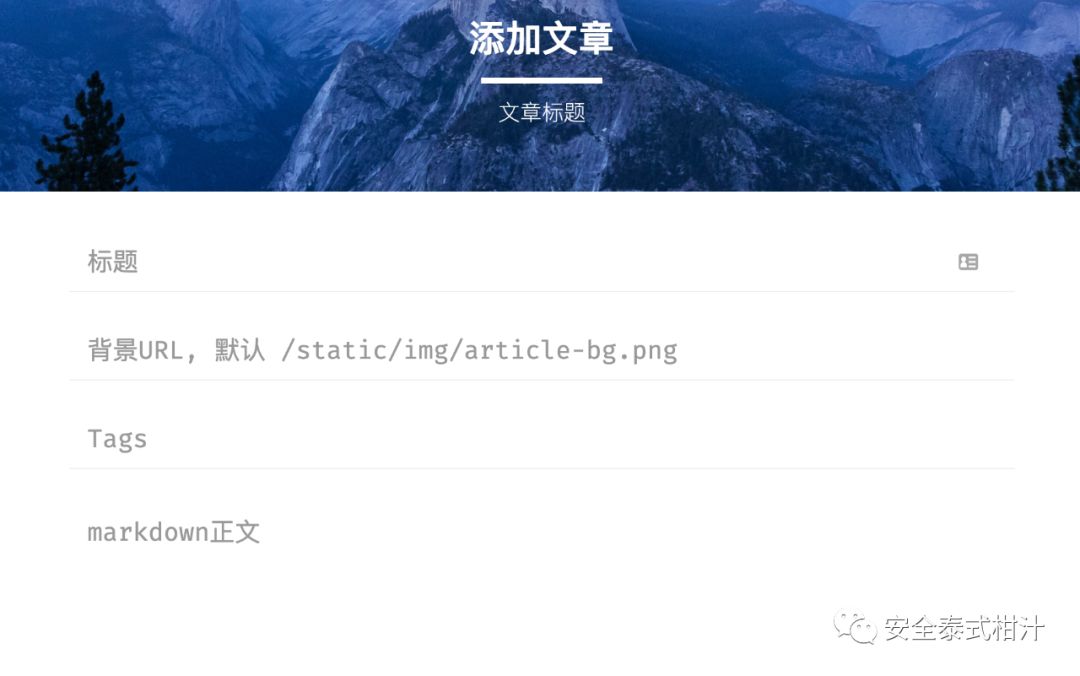 添加文章
文章标题
标题
背景URL, 默认 /static/img/article-bg.png
Tags
markdown正文
安全泰式柑汁